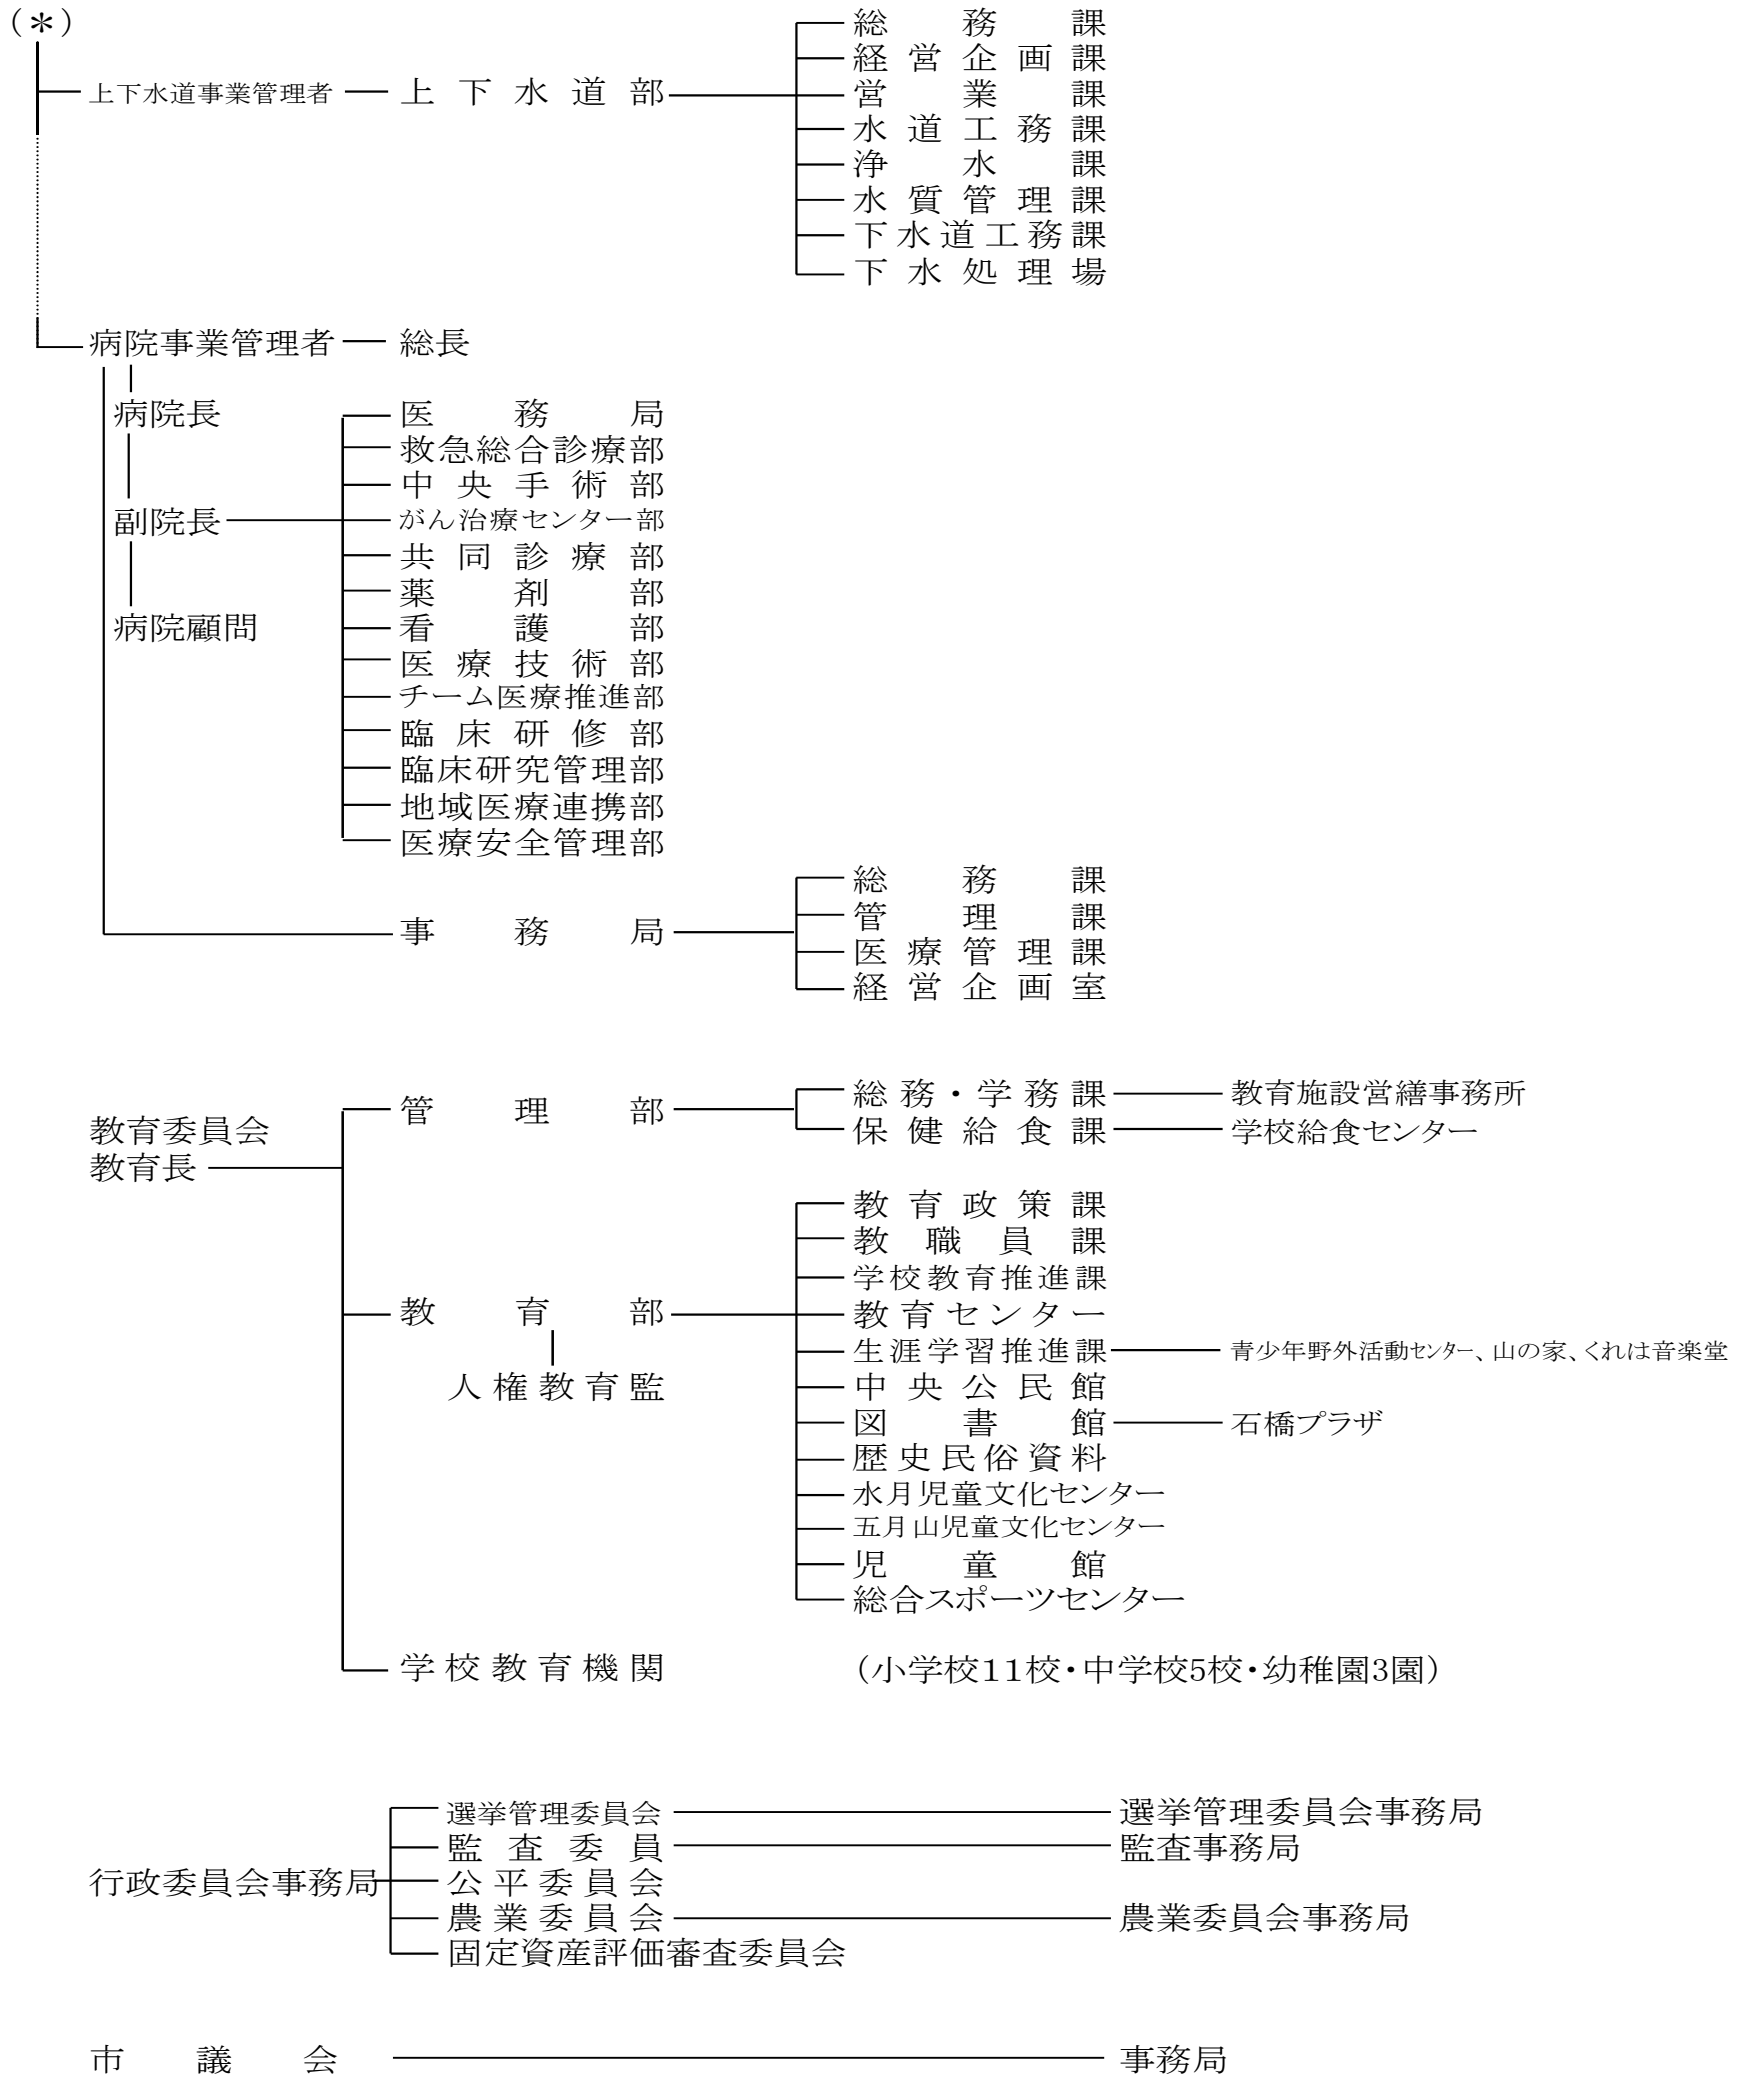 （＊）
総務課
経営企画課
上下水道事業管理者 上下水道部
営業課
水道工務課
浄水課
水質管理課
下水道工務課
下水処理場
病院事業管理者 総長
病院長 医務局
救急総合診療部
中央手術部
副院長 がん治療センター部
共同診療部
薬剤部
病院顧問 看護部
医療技術部
チーム医療推進部
臨床研修部
臨床研究管理部
地域医療連携部
医療安全管理部
総務課
管理課
事務局
医療管理課
経営企画室
総務・学務課 教育施設営繕事務所
管理部
保健給食課 学校給食センター
教育委員会
教育長
教育政策課
教職員課
学校教育推進課
教育部 教育センター
生涯学習推進課 青少年野外活動センター、山の家、くれは音楽堂
人権教育監 中央公民館
図書館 石橋プラザ
歴史民俗資料
水月児童文化センター
五月山児童文化センター
児童館
総合スポーツセンター
学校教育機関 （小学校11校・中学校5校・幼稚園3園）
選挙管理委員会 選挙管理委員会事務局
監査委員 監査事務局
行政委員会事務局 公平委員会
農業委員会 農業委員会事務局
固定資産評価審査委員会
市議会 事務局